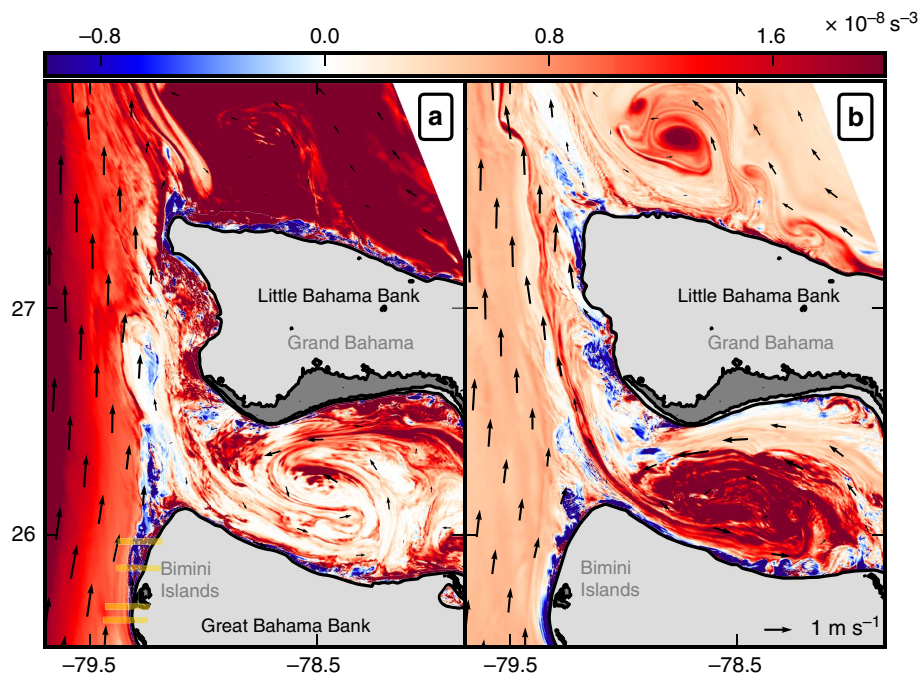 × 10⁻⁸ s⁻³
−0.8 0.0 0.8 1.6
a b
27
Little Bahama Bank Little Bahama Bank
Grand Bahama Grand Bahama
26
Bimini Bimini
Islands Islands
Great Bahama Bank 1 m s⁻¹
−79.5 −78.5 −79.5 −78.5